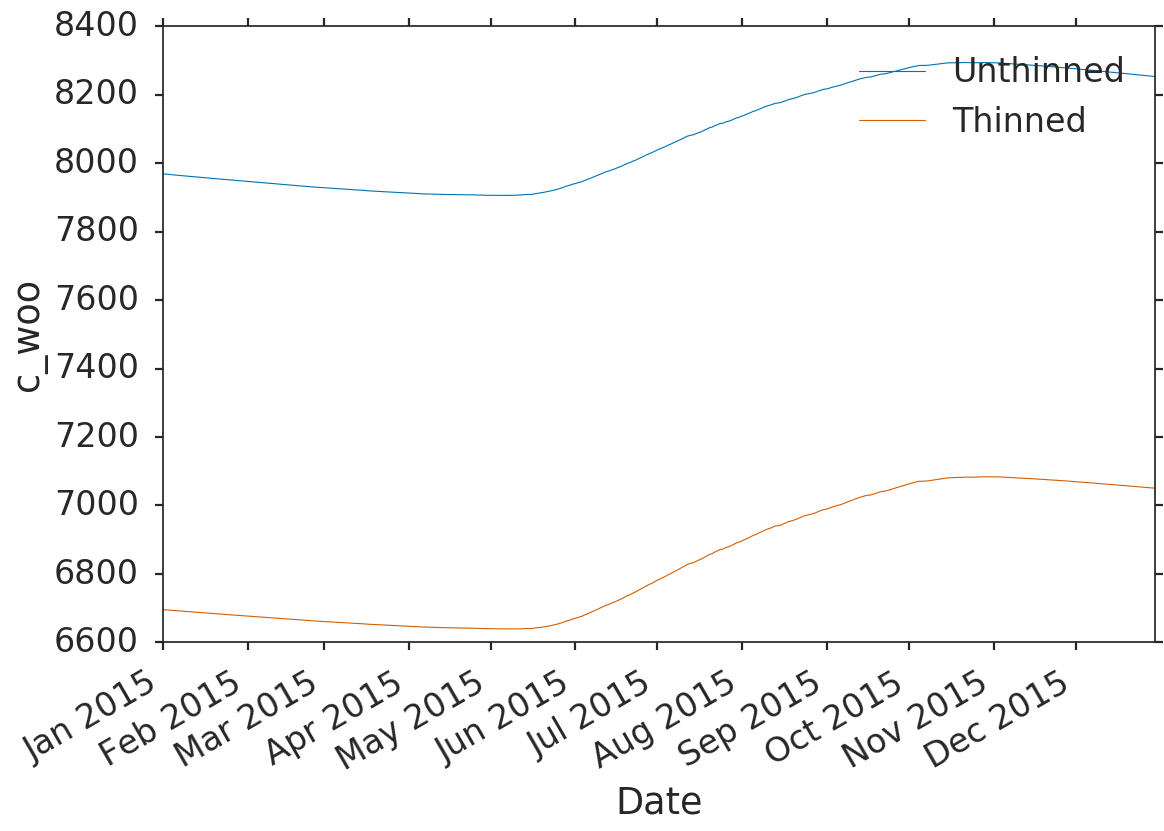 8400
8200
8000
7800
7600
7400
7200
7000
6800
6600
c_woo
Unthinned
Thinned
Jan 2015
Feb 2015
Mar 2015
Apr 2015
May 2015
Jun 2015
Jul 2015
Aug 2015
Sep 2015
Oct 2015
Nov 2015
Dec 2015
Date